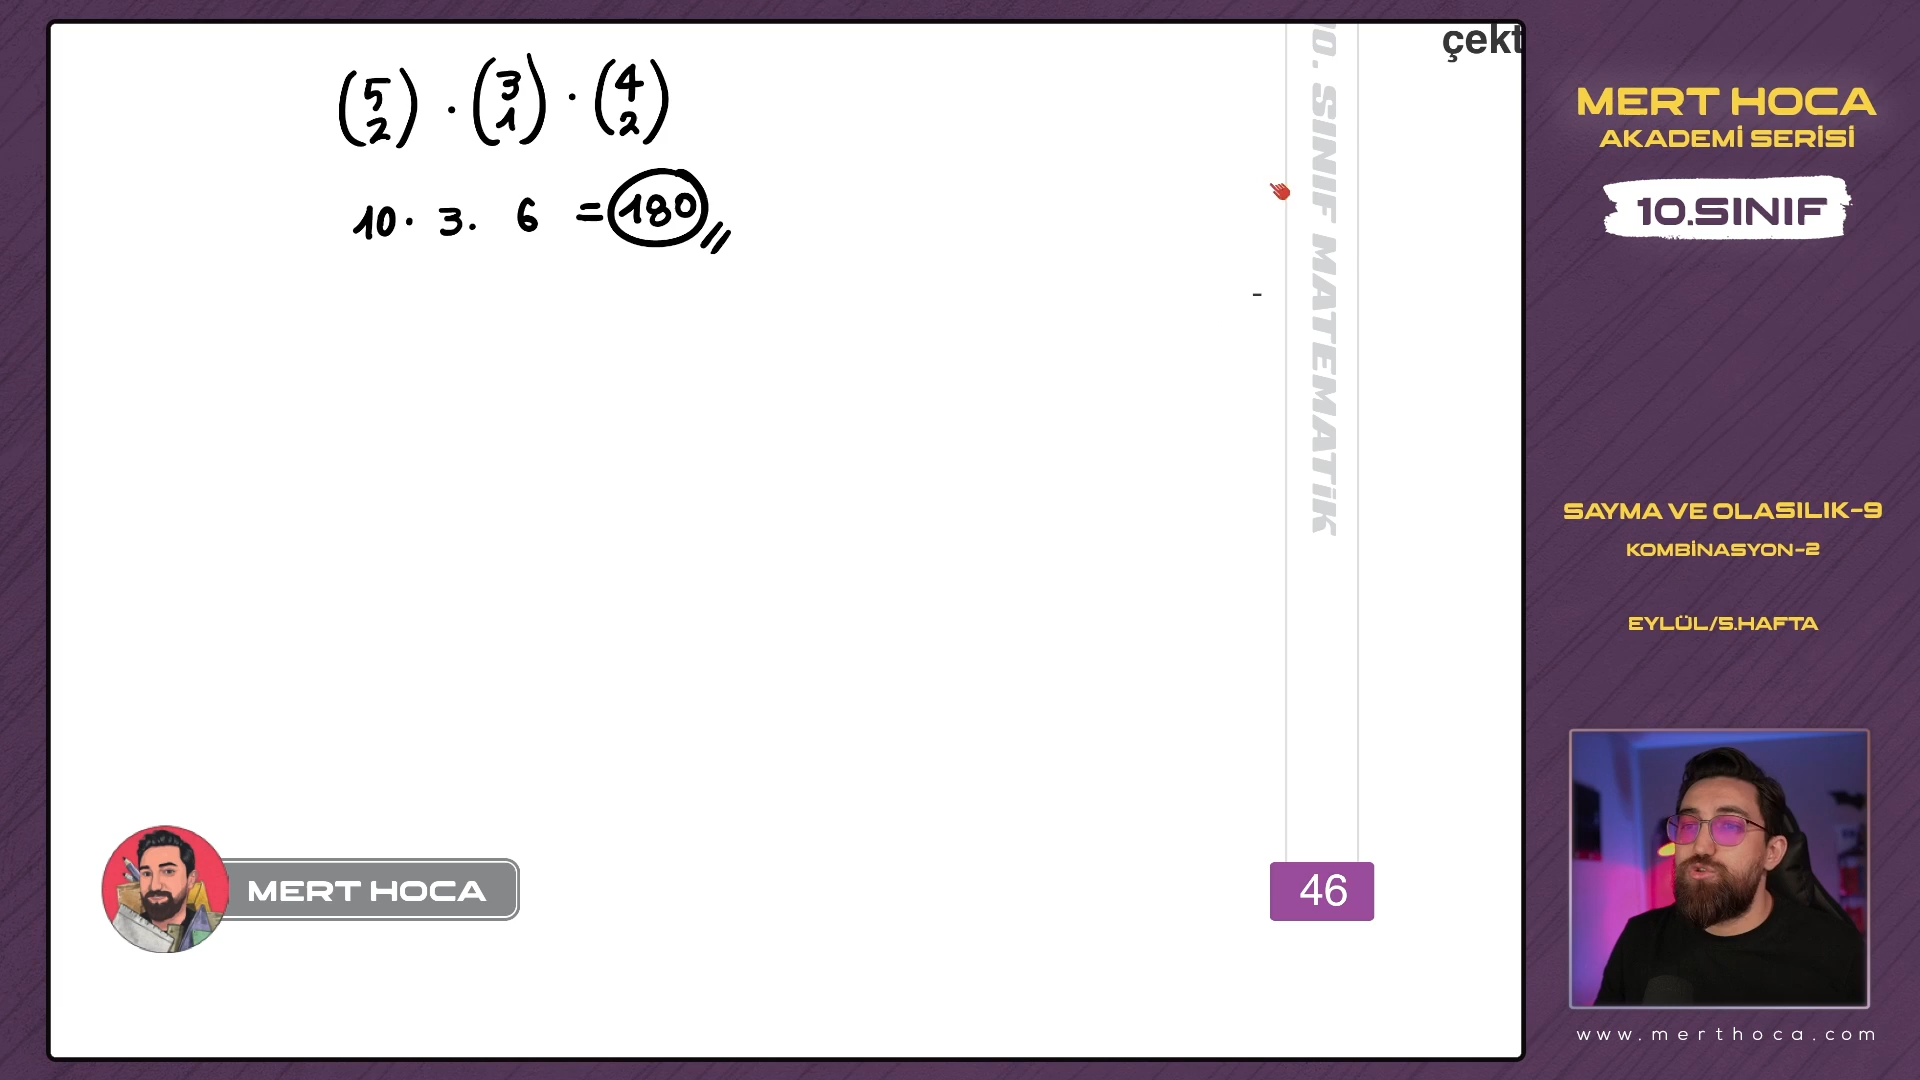 (5 2) · (3 1) · (4 2)
10 · 3 . 6 = 180 //
-
10. SINIF MATEMATİK
çekt
46
MERT HOCA
MERT HOCA
AKADEMİ SERİSİ
10.SINIF
SAYMA VE OLASILIK-9
KOMBİNASYON-2
EYLÜL/5.HAFTA
www.merthoca.com